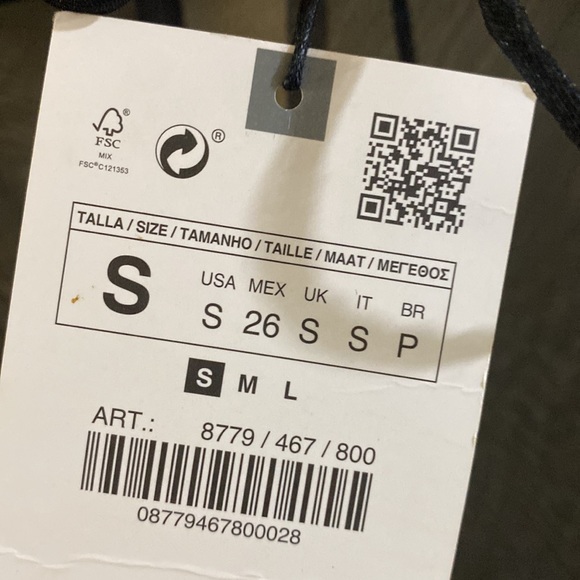 FSC®
MIX
FSC® C121353
®
TALLA / SIZE / TAMANHO / TAILLE / MAAT / ΜΕΓΕΘΟΣ
S
USA MEX UK IT BR
S 26 S S P
S M L
ART.: 8779 / 467 / 800
08779467800028